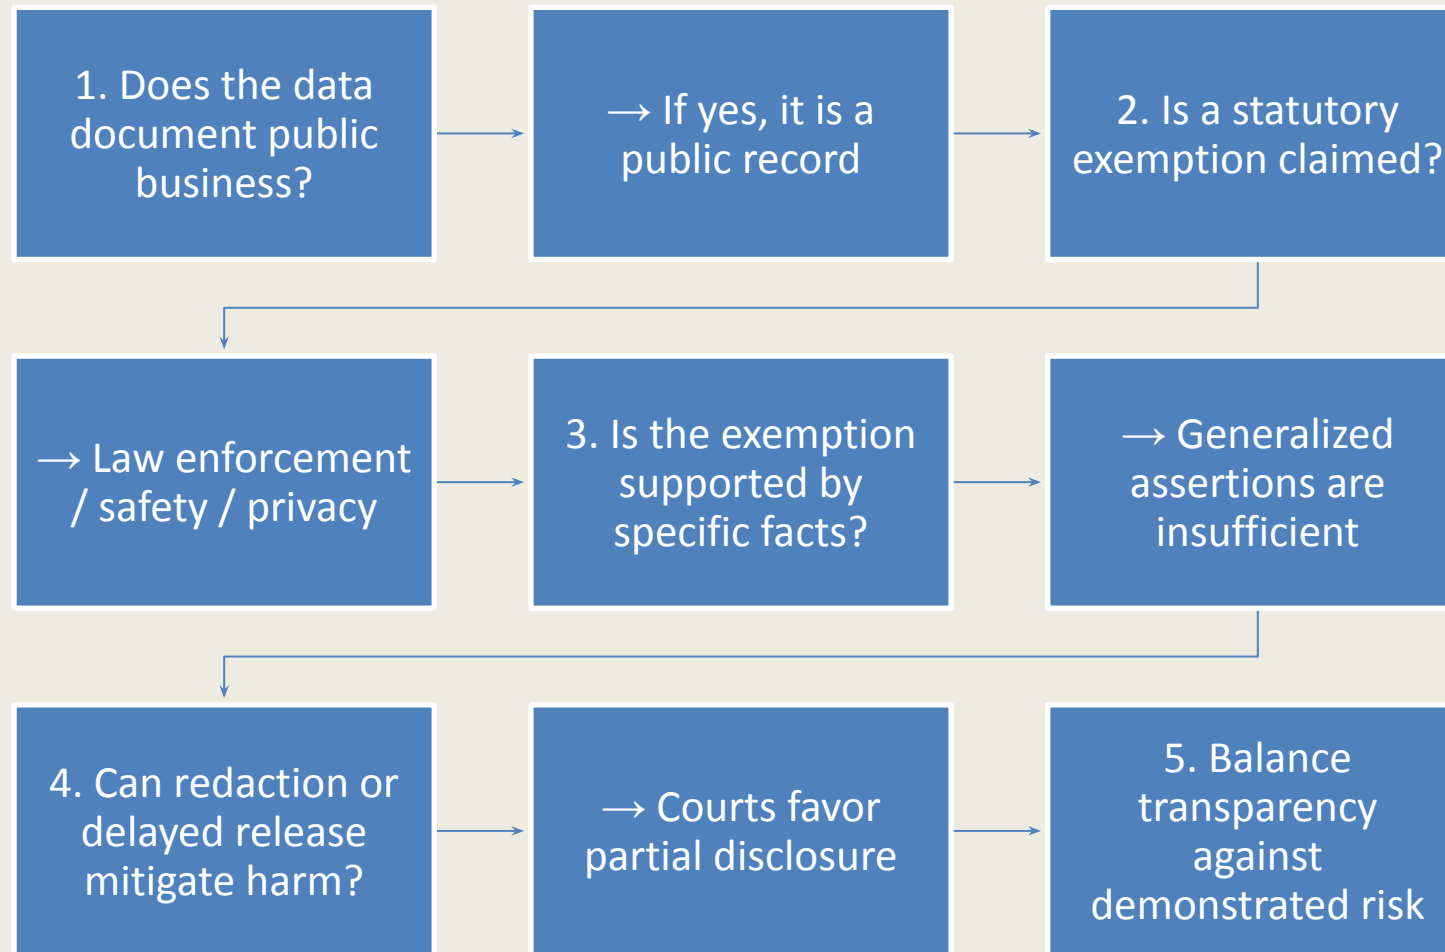 1. Does the data
document public
business?
→ If yes, it is a
public record
2. Is a statutory
exemption claimed?
→ Law enforcement
/ safety / privacy
3. Is the exemption
supported by
specific facts?
→ Generalized
assertions are
insufficient
4. Can redaction or
delayed release
mitigate harm?
→ Courts favor
partial disclosure
5. Balance
transparency
against
demonstrated risk